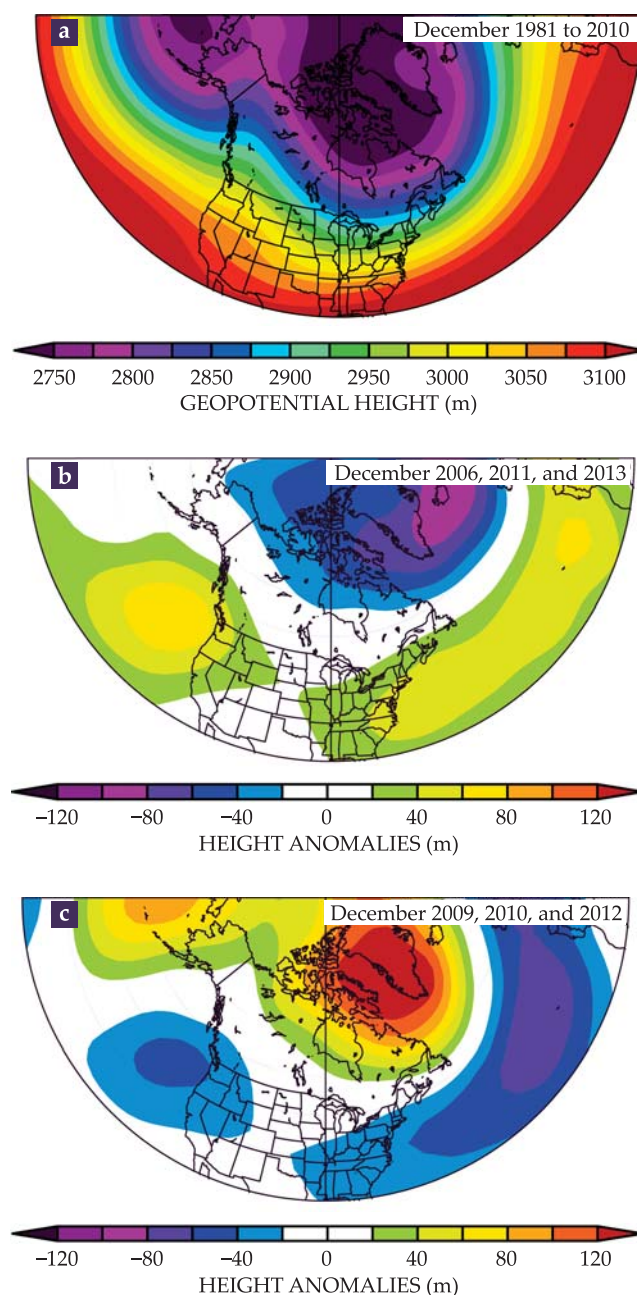 a
December 1981 to 2010
2750 2800 2850 2900 2950 3000 3050 3100
GEOPOTENTIAL HEIGHT (m)
b
December 2006, 2011, and 2013
−120 −80 −40 0 40 80 120
HEIGHT ANOMALIES (m)
c
December 2009, 2010, and 2012
−120 −80 −40 0 40 80 120
HEIGHT ANOMALIES (m)